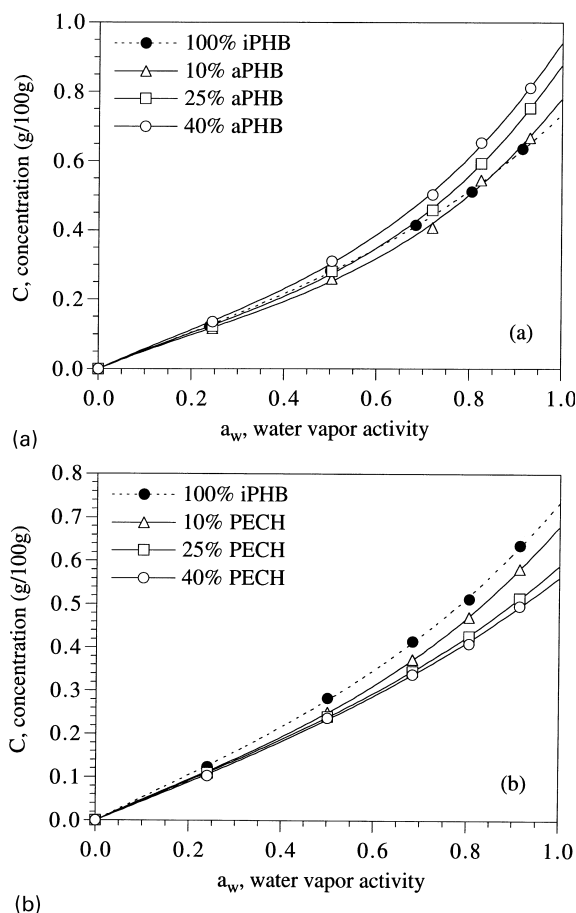 1.0
0.8
0.6
0.4
0.2
0.0
C, concentration (g/100g)
100% iPHB
10% aPHB
25% aPHB
40% aPHB
(a)
0.0 0.2 0.4 0.6 0.8 1.0
a_w, water vapor activity
(a)
0.8
0.7
0.6
0.5
0.4
0.3
0.2
0.1
0.0
C, concentration (g/100g)
100% iPHB
10% PECH
25% PECH
40% PECH
(b)
0.0 0.2 0.4 0.6 0.8 1.0
a_w, water vapor activity
(b)